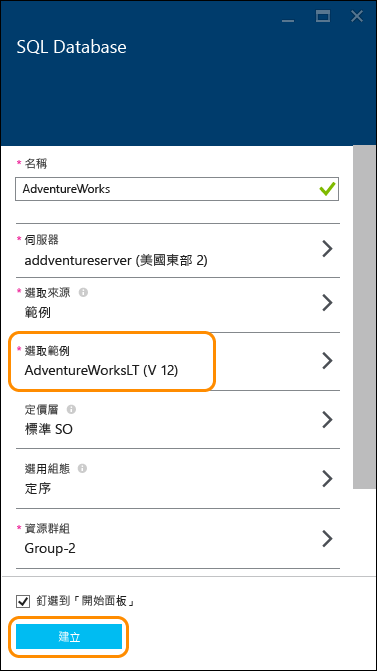 SQL Database
* 名稱
AdventureWorks
* 伺服器
addventureserver (美國東部 2)
* 選取來源
範例
* 選取範例
AdventureWorksLT (V 12)
定價層
標準 SO
選用組態
定序
* 資源群組
Group-2
釘選到「開始面板」
建立